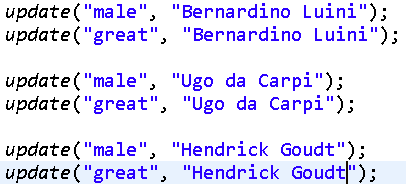 update("male", "Bernardino Luini");
update("great", "Bernardino Luini");
update("male", "Ugo da Carpi");
update("great", "Ugo da Carpi");
update("male", "Hendrick Goudt");
update("great", "Hendrick Goudt");